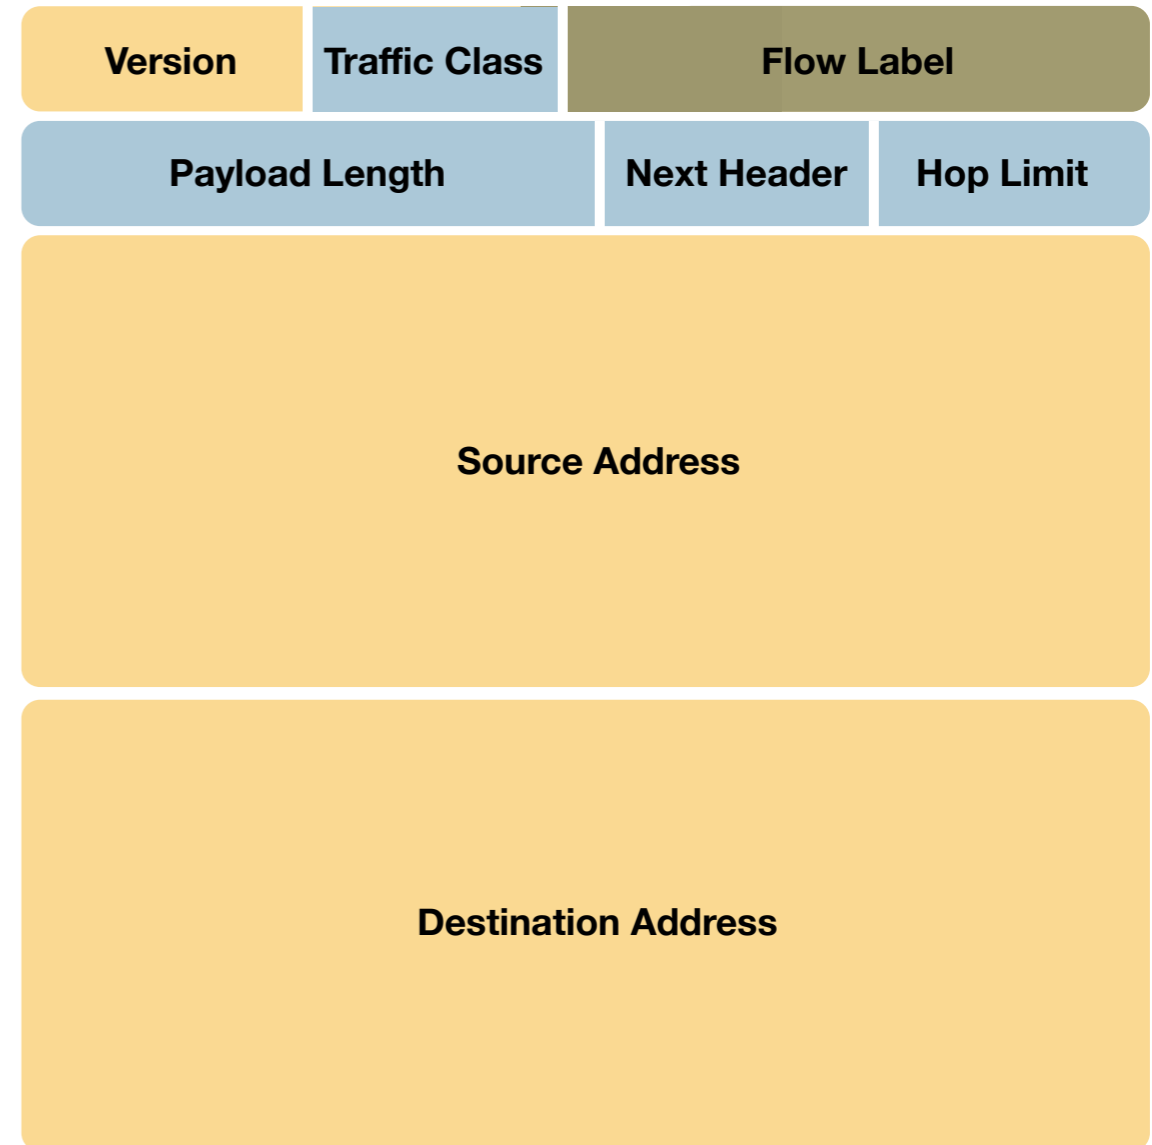 Version Traffic Class Flow Label
Payload Length Next Header Hop Limit
Source Address
Destination Address